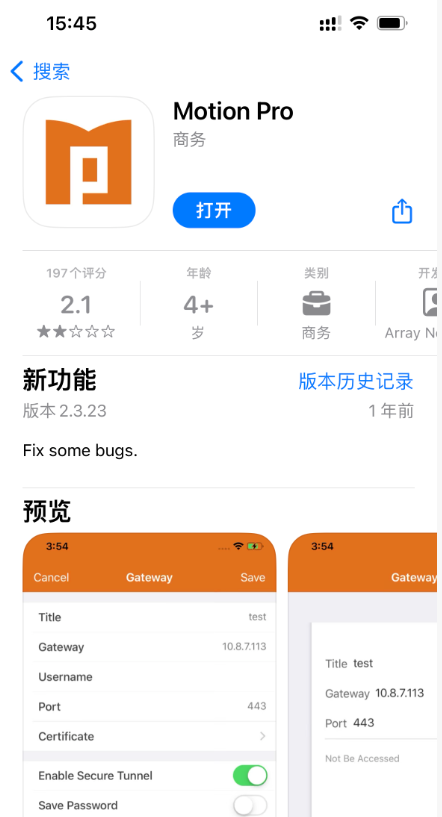 15:45
搜索
Motion Pro
商务
打开
197个评分
年龄
类别
2.1
4+
岁
商务
新功能
版本历史记录
版本 2.3.23
1 年前
Fix some bugs.
预览
3:54
3:54
Cancel
Gateway
Save
Gateway
Title
test
Gateway
10.8.7.113
Username
Port
443
Certificate
Enable Secure Tunnel
Save Password
Title test
Gateway 10.8.7.113
Port 443
Not Be Accessed